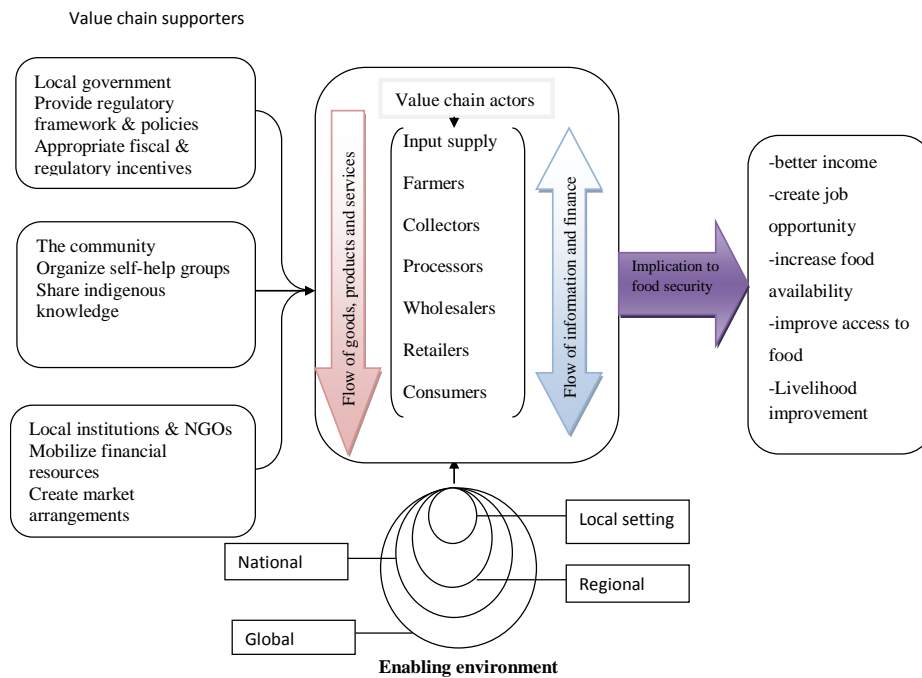 Value chain supporters
Local government
Provide regulatory
framework & policies
Appropriate fiscal &
regulatory incentives
The community
Organize self-help groups
Share indigenous
knowledge
Local institutions & NGOs
Mobilize financial
resources
Create market
arrangements
Flow of goods, products and services
Value chain actors
Input supply
Farmers
Collectors
Processors
Wholesalers
Retailers
Consumers
Flow of information and finance
Implication to
food security
-better income
-create job
opportunity
-increase food
availability
-improve access to
food
-Livelihood
improvement
Local setting
National
Regional
Global
Enabling environment